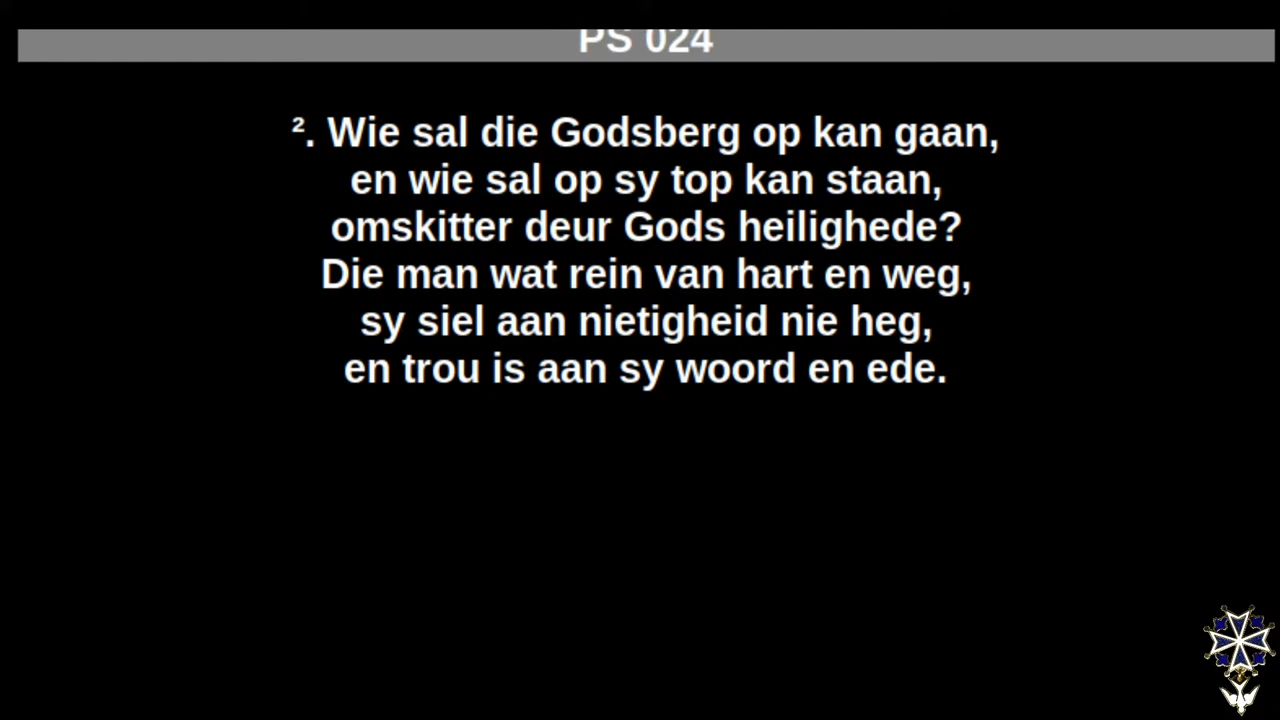 PS 024
². Wie sal die Godsberg op kan gaan,
en wie sal op sy top kan staan,
omskitter deur Gods heilighede?
Die man wat rein van hart en weg,
sy siel aan nietigheid nie heg,
en trou is aan sy woord en ede.